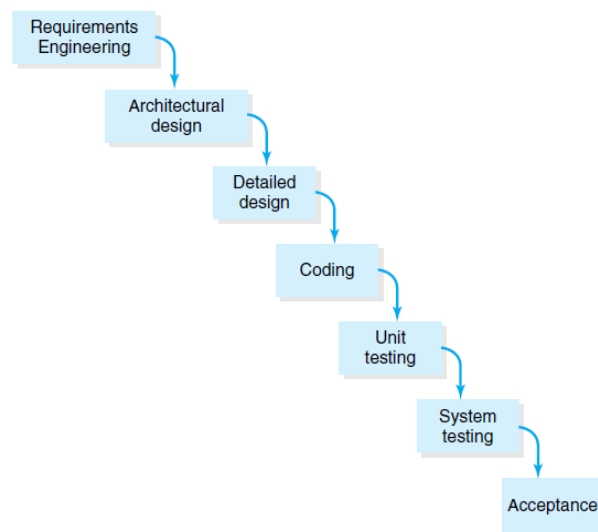 Requirements
Engineering
Architectural
design
Detailed
design
Coding
Unit
testing
System
testing
Acceptance